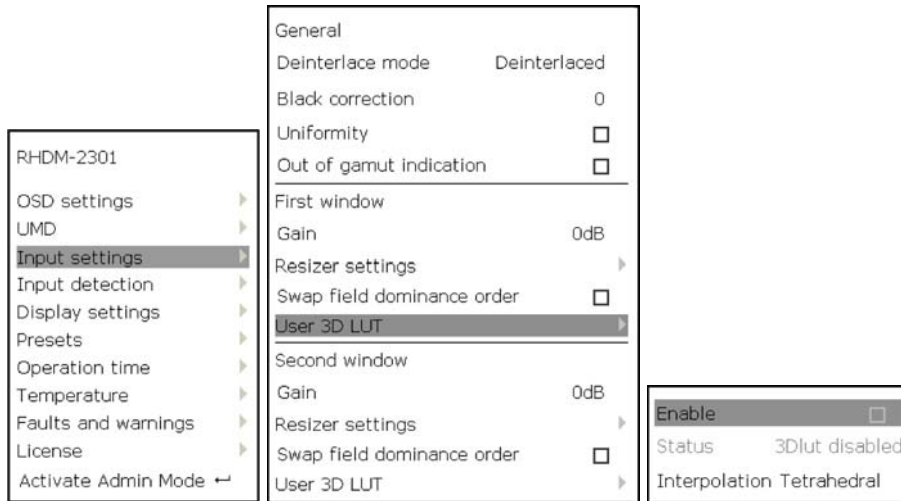 RHDM-2301
OSD settings
UMD
Input settings
Input detection
Display settings
Presets
Operation time
Temperature
Faults and warnings
License
Activate Admin Mode ↵
General
Deinterlace mode Deinterlaced
Black correction 0
Uniformity
Out of gamut indication
First window
Gain 0dB
Resizer settings
Swap field dominance order
User 3D LUT
Second window
Gain 0dB
Resizer settings
Swap field dominance order
User 3D LUT
Enable
Status 3Dlut disabled
Interpolation Tetrahedral